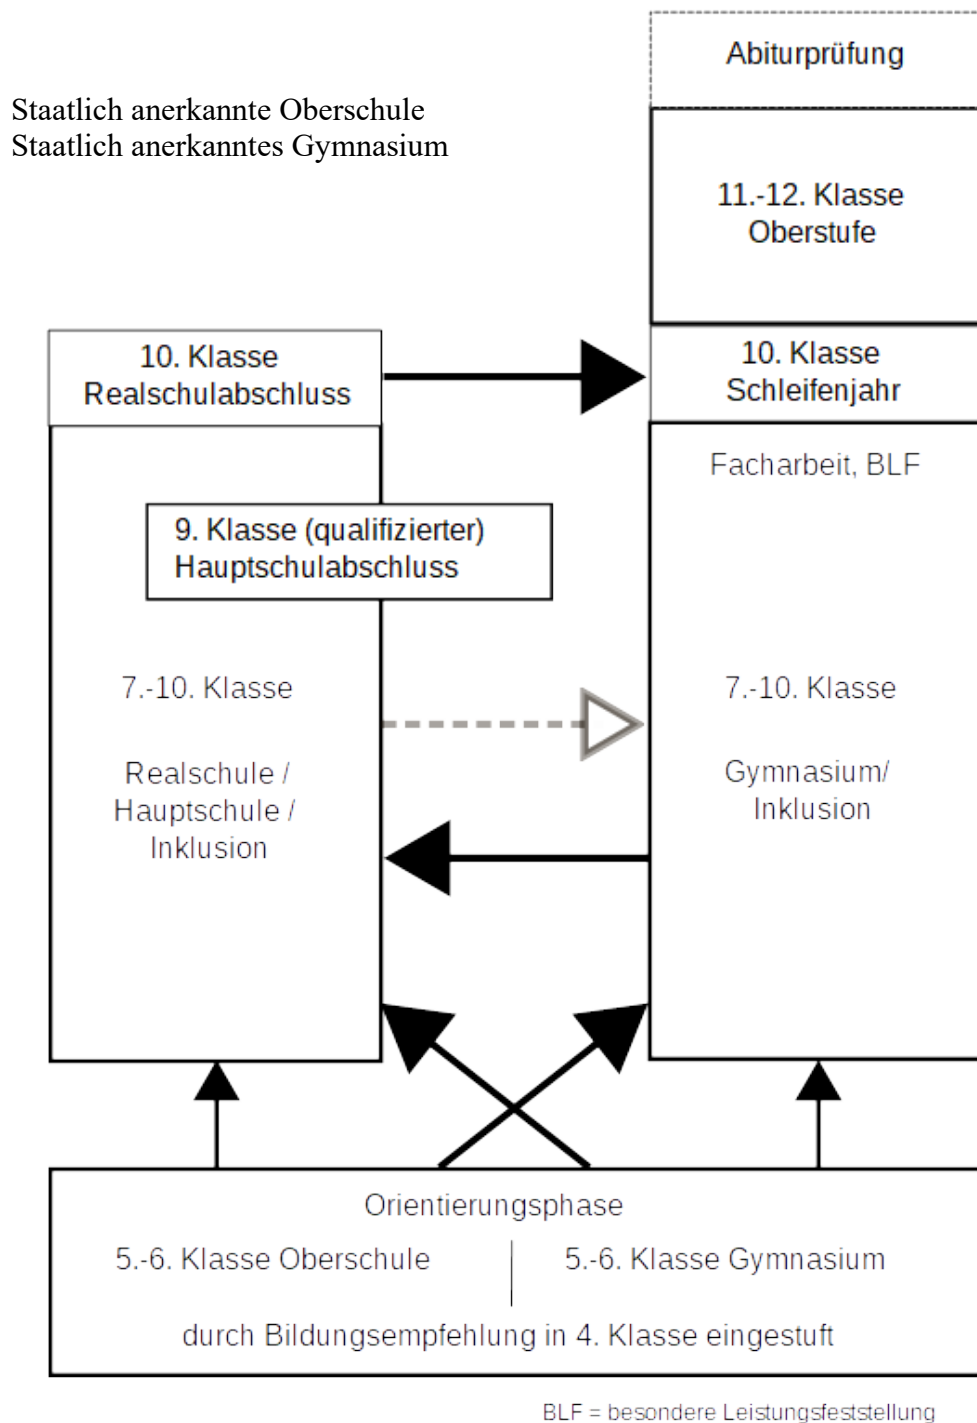 Abiturprüfung
Staatlich anerkannte Oberschule
Staatlich anerkanntes Gymnasium
11.-12. Klasse
Oberstufe
10. Klasse
Realschulabschluss
10. Klasse
Schleifenjahr
Facharbeit, BLF
9. Klasse (qualifizierter)
Hauptschulabschluss
7.-10. Klasse
Realschule /
Hauptschule /
Inklusion
7.-10. Klasse
Gymnasium/
Inklusion
Orientierungsphase
5.-6. Klasse Oberschule
5.-6. Klasse Gymnasium
durch Bildungsempfehlung in 4. Klasse eingestuft
BLF = besondere Leistungsfeststellung